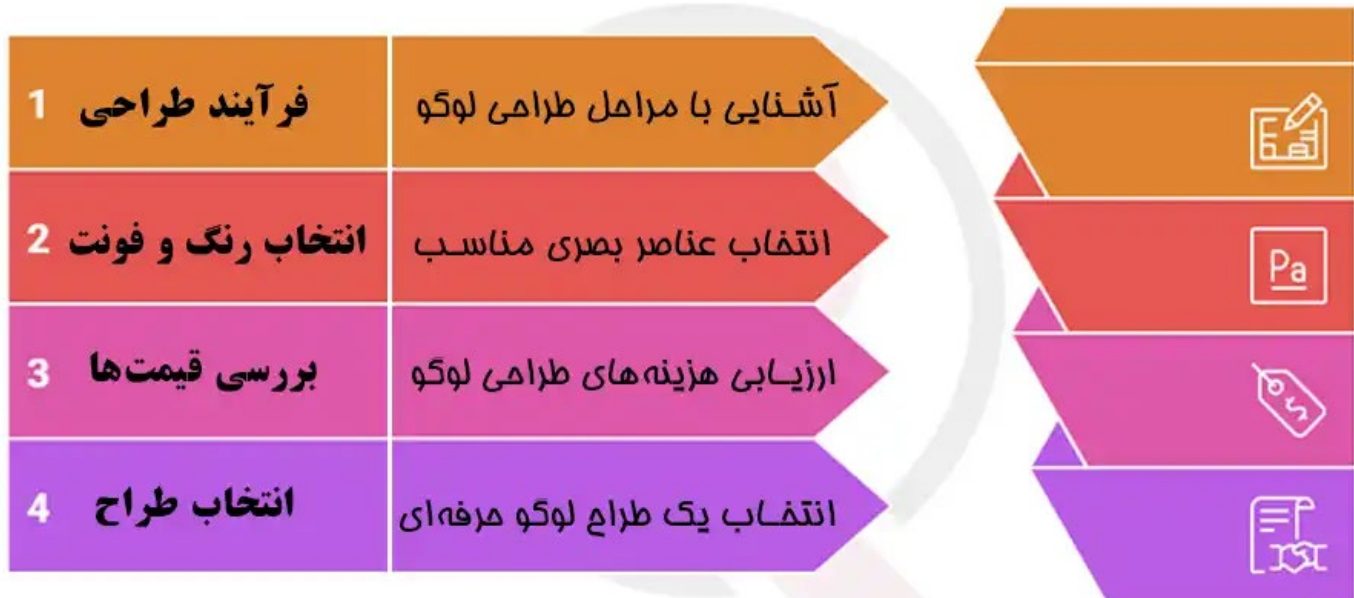 1 فرآیند طراحی
آشنایی با مراحل طراحی لوگو
2 انتخاب رنگ و فونت
انتخاب عناصر بصری مناسب
Pa
3 بررسی قیمت‌ها
ارزیابی هزینه‌های طراحی لوگو
4 انتخاب طراح
انتخاب یک طراح لوگو حرفه‌ای